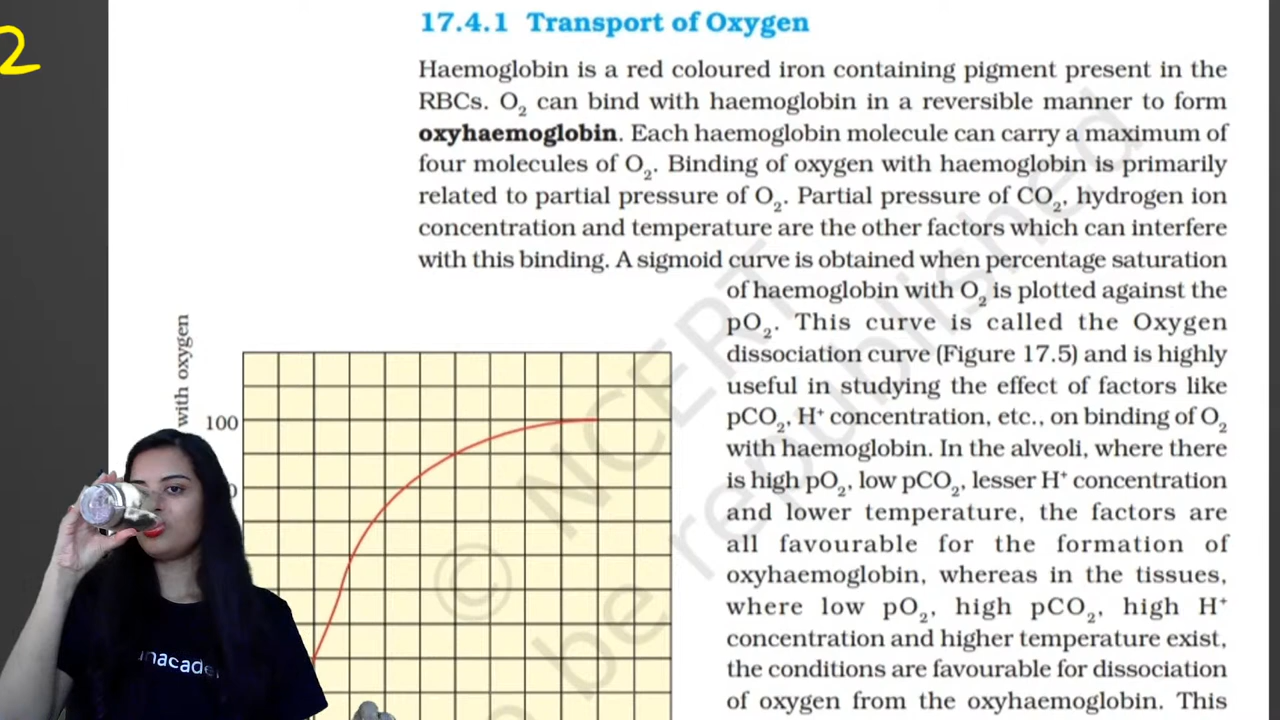 2
17.4.1 Transport of Oxygen
Haemoglobin is a red coloured iron containing pigment present in the
RBCs. O₂ can bind with haemoglobin in a reversible manner to form
oxyhaemoglobin. Each haemoglobin molecule can carry a maximum of
four molecules of O₂. Binding of oxygen with haemoglobin is primarily
related to partial pressure of O₂. Partial pressure of CO₂, hydrogen ion
concentration and temperature are the other factors which can interfere
with this binding. A sigmoid curve is obtained when percentage saturation
of haemoglobin with O₂ is plotted against the
pO₂. This curve is called the Oxygen
dissociation curve (Figure 17.5) and is highly
useful in studying the effect of factors like
pCO₂, H⁺ concentration, etc., on binding of O₂
with haemoglobin. In the alveoli, where there
is high pO₂, low pCO₂, lesser H⁺ concentration
and lower temperature, the factors are
all favourable for the formation of
oxyhaemoglobin, whereas in the tissues,
where low pO₂, high pCO₂, high H⁺
concentration and higher temperature exist,
the conditions are favourable for dissociation
of oxygen from the oxyhaemoglobin. This
with oxygen
100
© NCERT
be republished